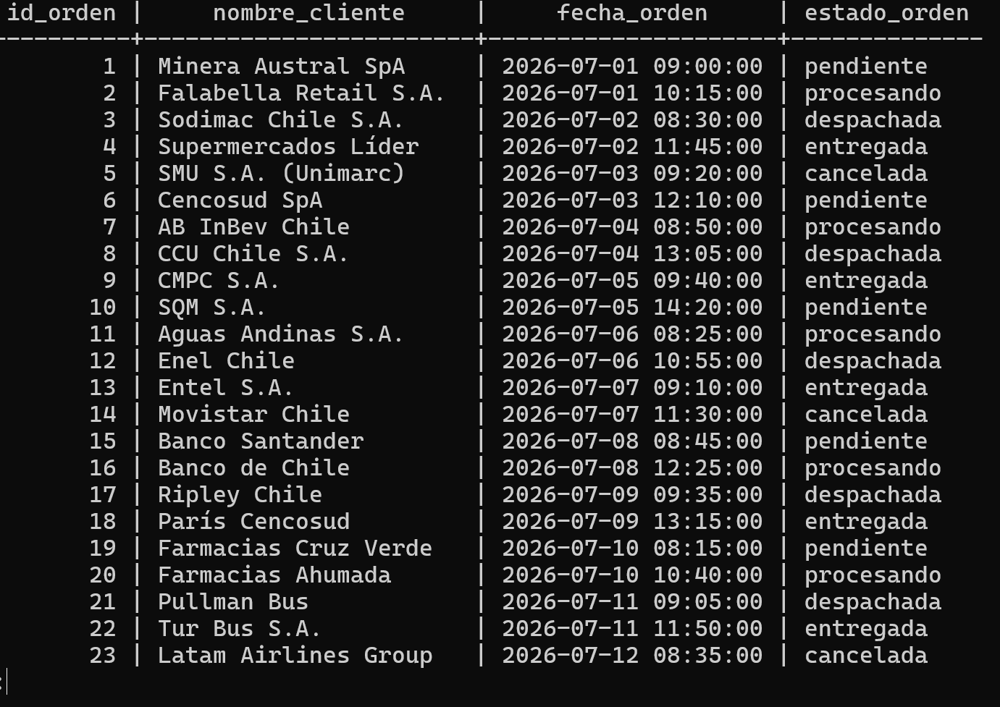 id_orden |      nombre_cliente     |     fecha_orden     | estado_orden
----------+-------------------------+---------------------+--------------
1 | Minera Austral SpA | 2026-07-01 09:00:00 | pendiente
2 | Falabella Retail S.A. | 2026-07-01 10:15:00 | procesando
3 | Sodimac Chile S.A. | 2026-07-02 08:30:00 | despachada
4 | Supermercados Líder | 2026-07-02 11:45:00 | entregada
5 | SMU S.A. (Unimarc) | 2026-07-03 09:20:00 | cancelada
6 | Cencosud SpA | 2026-07-03 12:10:00 | pendiente
7 | AB InBev Chile | 2026-07-04 08:50:00 | procesando
8 | CCU Chile S.A. | 2026-07-04 13:05:00 | despachada
9 | CMPC S.A. | 2026-07-05 09:40:00 | entregada
10 | SQM S.A. | 2026-07-05 14:20:00 | pendiente
11 | Aguas Andinas S.A. | 2026-07-06 08:25:00 | procesando
12 | Enel Chile | 2026-07-06 10:55:00 | despachada
13 | Entel S.A. | 2026-07-07 09:10:00 | entregada
14 | Movistar Chile | 2026-07-07 11:30:00 | cancelada
15 | Banco Santander | 2026-07-08 08:45:00 | pendiente
16 | Banco de Chile | 2026-07-08 12:25:00 | procesando
17 | Ripley Chile | 2026-07-09 09:35:00 | despachada
18 | París Cencosud | 2026-07-09 13:15:00 | entregada
19 | Farmacias Cruz Verde | 2026-07-10 08:15:00 | pendiente
20 | Farmacias Ahumada | 2026-07-10 10:40:00 | procesando
21 | Pullman Bus | 2026-07-11 09:05:00 | despachada
22 | Tur Bus S.A. | 2026-07-11 11:50:00 | entregada
23 | Latam Airlines Group | 2026-07-12 08:35:00 | cancelada
: